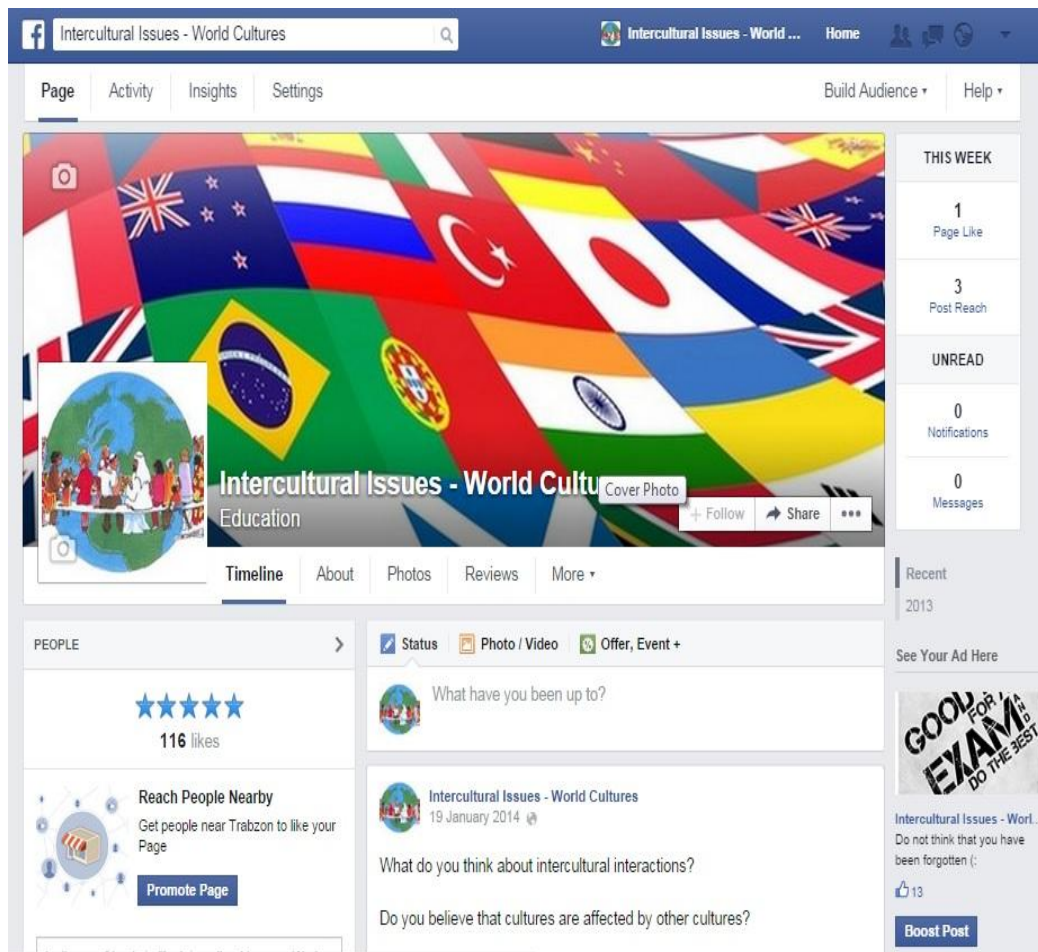 Intercultural Issues - World Cultures
Intercultural Issues - World ...
Home
Page
Activity
Insights
Settings
Build Audience
Help
THIS WEEK
1
Page Like
3
Post Reach
UNREAD
0
Notifications
0
Messages
Intercultural Issues - World Cultu
Education
Cover Photo
+ Follow
Share
Timeline
About
Photos
Reviews
More
Recent
2013
See Your Ad Here
PEOPLE
116 likes
Reach People Nearby
Get people near Trabzon to like your
Page
Promote Page
Status
Photo / Video
Offer, Event +
What have you been up to?
Intercultural Issues - World Cultures
19 January 2014
What do you think about intercultural interactions?
Do you believe that cultures are affected by other cultures?
GOOD
FOR
AND
EXAM
DO THE BEST
Intercultural Issues - Worl..
Do not think that you have
been forgotten (:
13
Boost Post